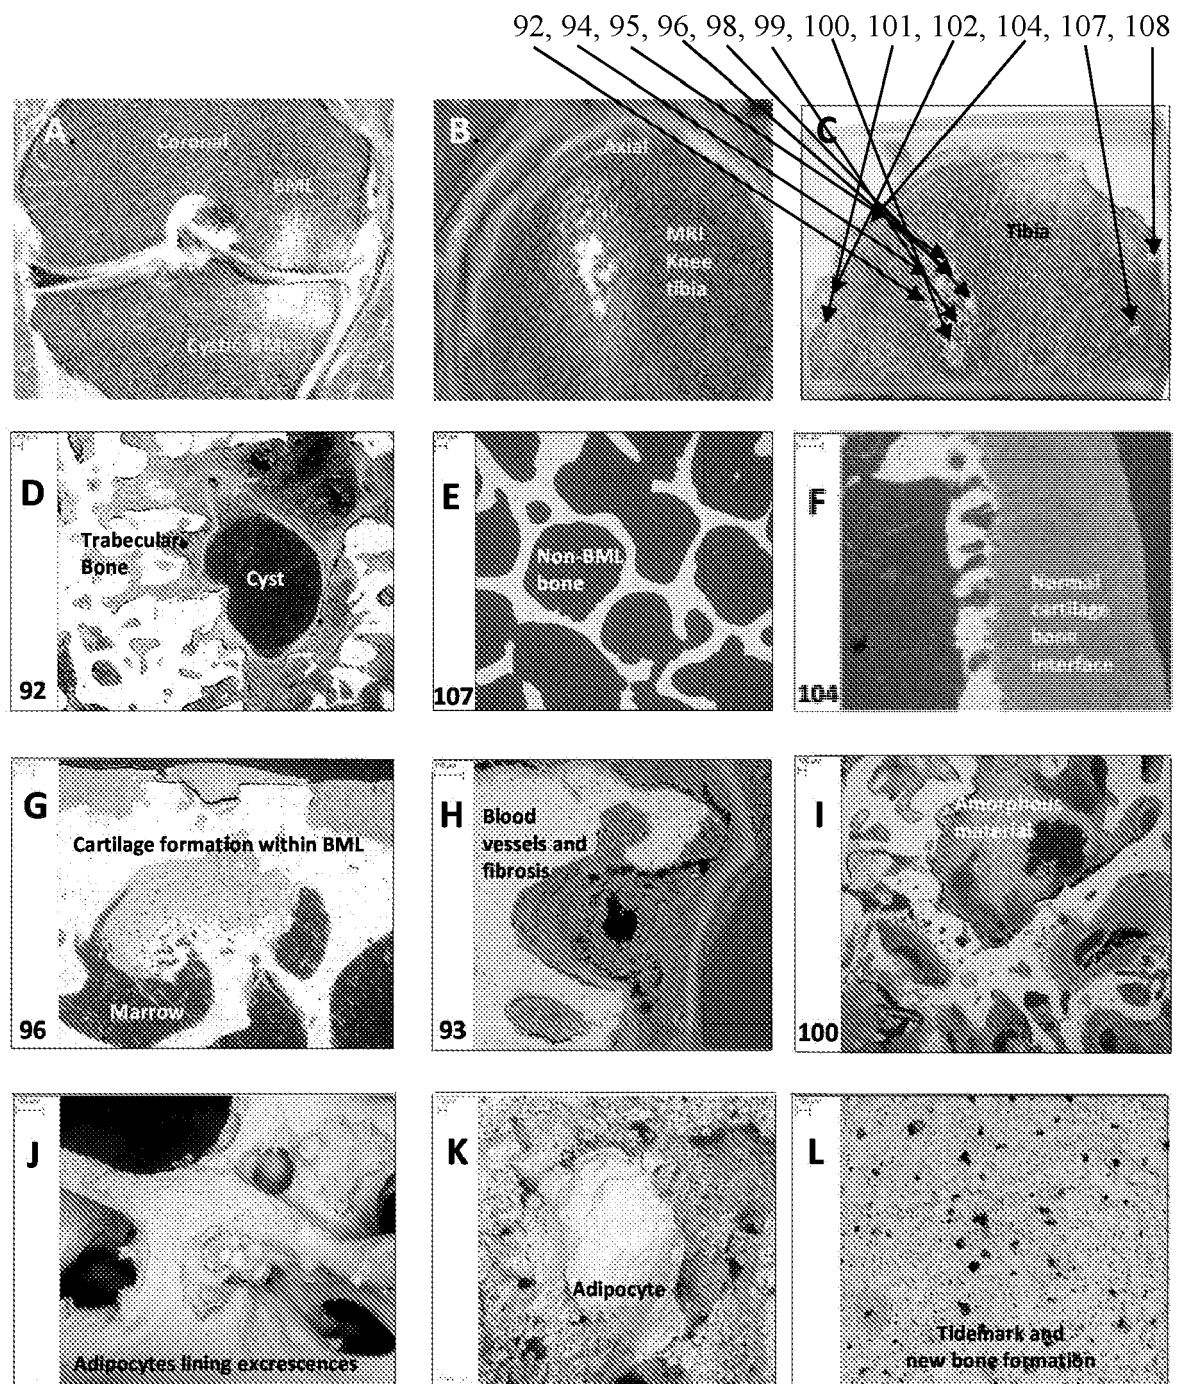 92, 94, 95, 96, 98, 99, 100, 101, 102, 104, 107, 108
A
Coronal
BML
B
Axial
MRI
Knee
tibia
C
Tibia
D
Trabecular
Bone
Cyst
92
E
Non-BML
bone
107
F
Normal
cartilage
bone
interface
104
G
Cartilage formation within BML
Marrow
96
H
Blood
vessels and
fibrosis
93
I
Amorphous
material
100
J
Adipocytes lining excrescences
K
Adipocyte
L
Tidemark and
new bone formation